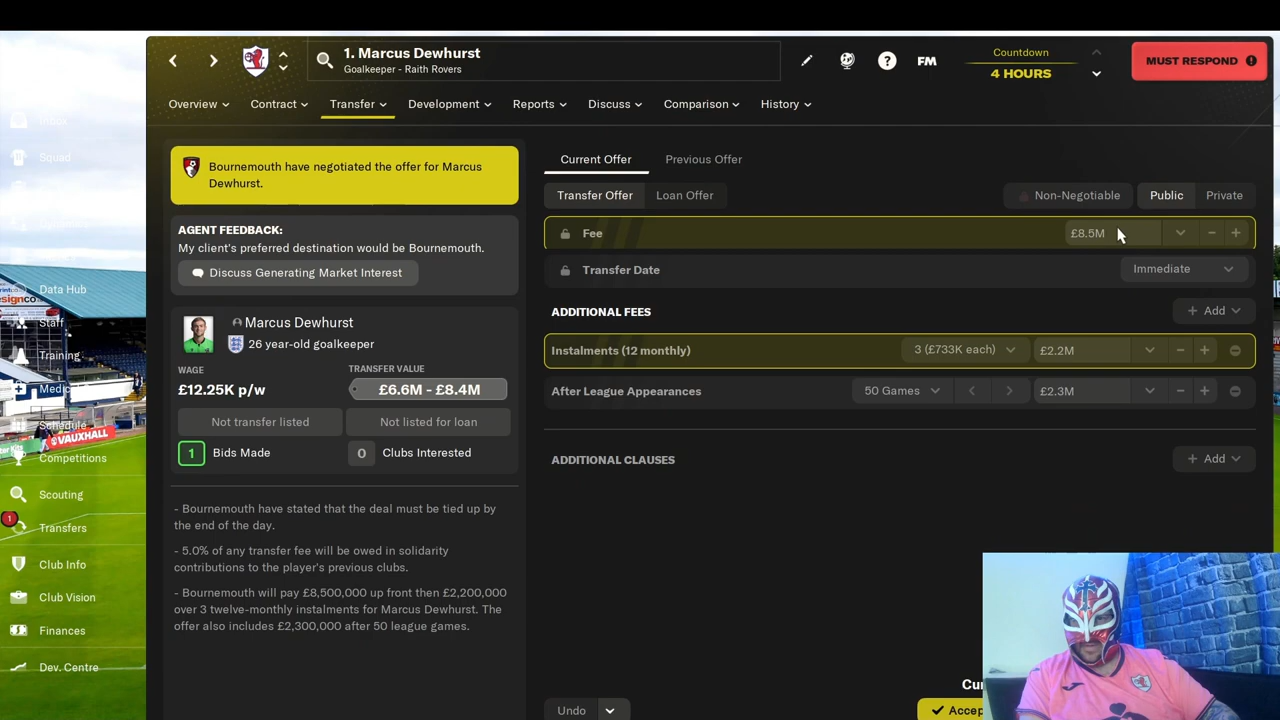 1. Marcus Dewhurst
Goalkeeper - Raith Rovers
?
FM
Countdown
4 HOURS
MUST RESPOND
Overview
Contract
Transfer
Development
Reports
Discuss
Comparison
History
Inbox
Squad
Data Hub
Staff
Training
Medic
Schedule
VAUXHALL
Competitions
Scouting
1
Transfers
Club Info
Club Vision
Finances
Dev. Centre
Bournemouth have negotiated the offer for Marcus
Dewhurst.
AGENT FEEDBACK:
My client's preferred destination would be Bournemouth.
Discuss Generating Market Interest
Marcus Dewhurst
26 year-old goalkeeper
WAGE
TRANSFER VALUE
£12.25K p/w
£6.6M - £8.4M
Not transfer listed
Not listed for loan
1 Bids Made
0 Clubs Interested
- Bournemouth have stated that the deal must be tied up by
the end of the day.
- 5.0% of any transfer fee will be owed in solidarity
contributions to the player's previous clubs.
- Bournemouth will pay £8,500,000 up front then £2,200,000
over 3 twelve-monthly instalments for Marcus Dewhurst. The
offer also includes £2,300,000 after 50 league games.
Current Offer
Previous Offer
Transfer Offer
Loan Offer
Non-Negotiable
Public
Private
Fee
£8.5M
Transfer Date
Immediate
ADDITIONAL FEES
+ Add
Instalments (12 monthly)
3 (£733K each)
£2.2M
After League Appearances
50 Games
£2.3M
ADDITIONAL CLAUSES
+ Add
Undo
Cu
Accep